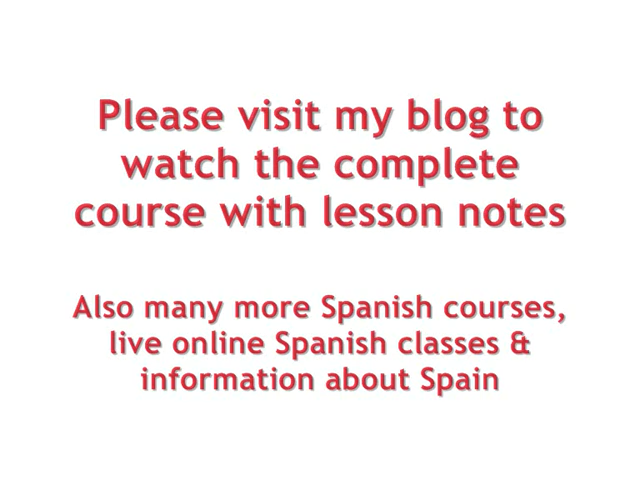 Please visit my blog to
watch the complete
course with lesson notes
Also many more Spanish courses,
live online Spanish classes &
information about Spain